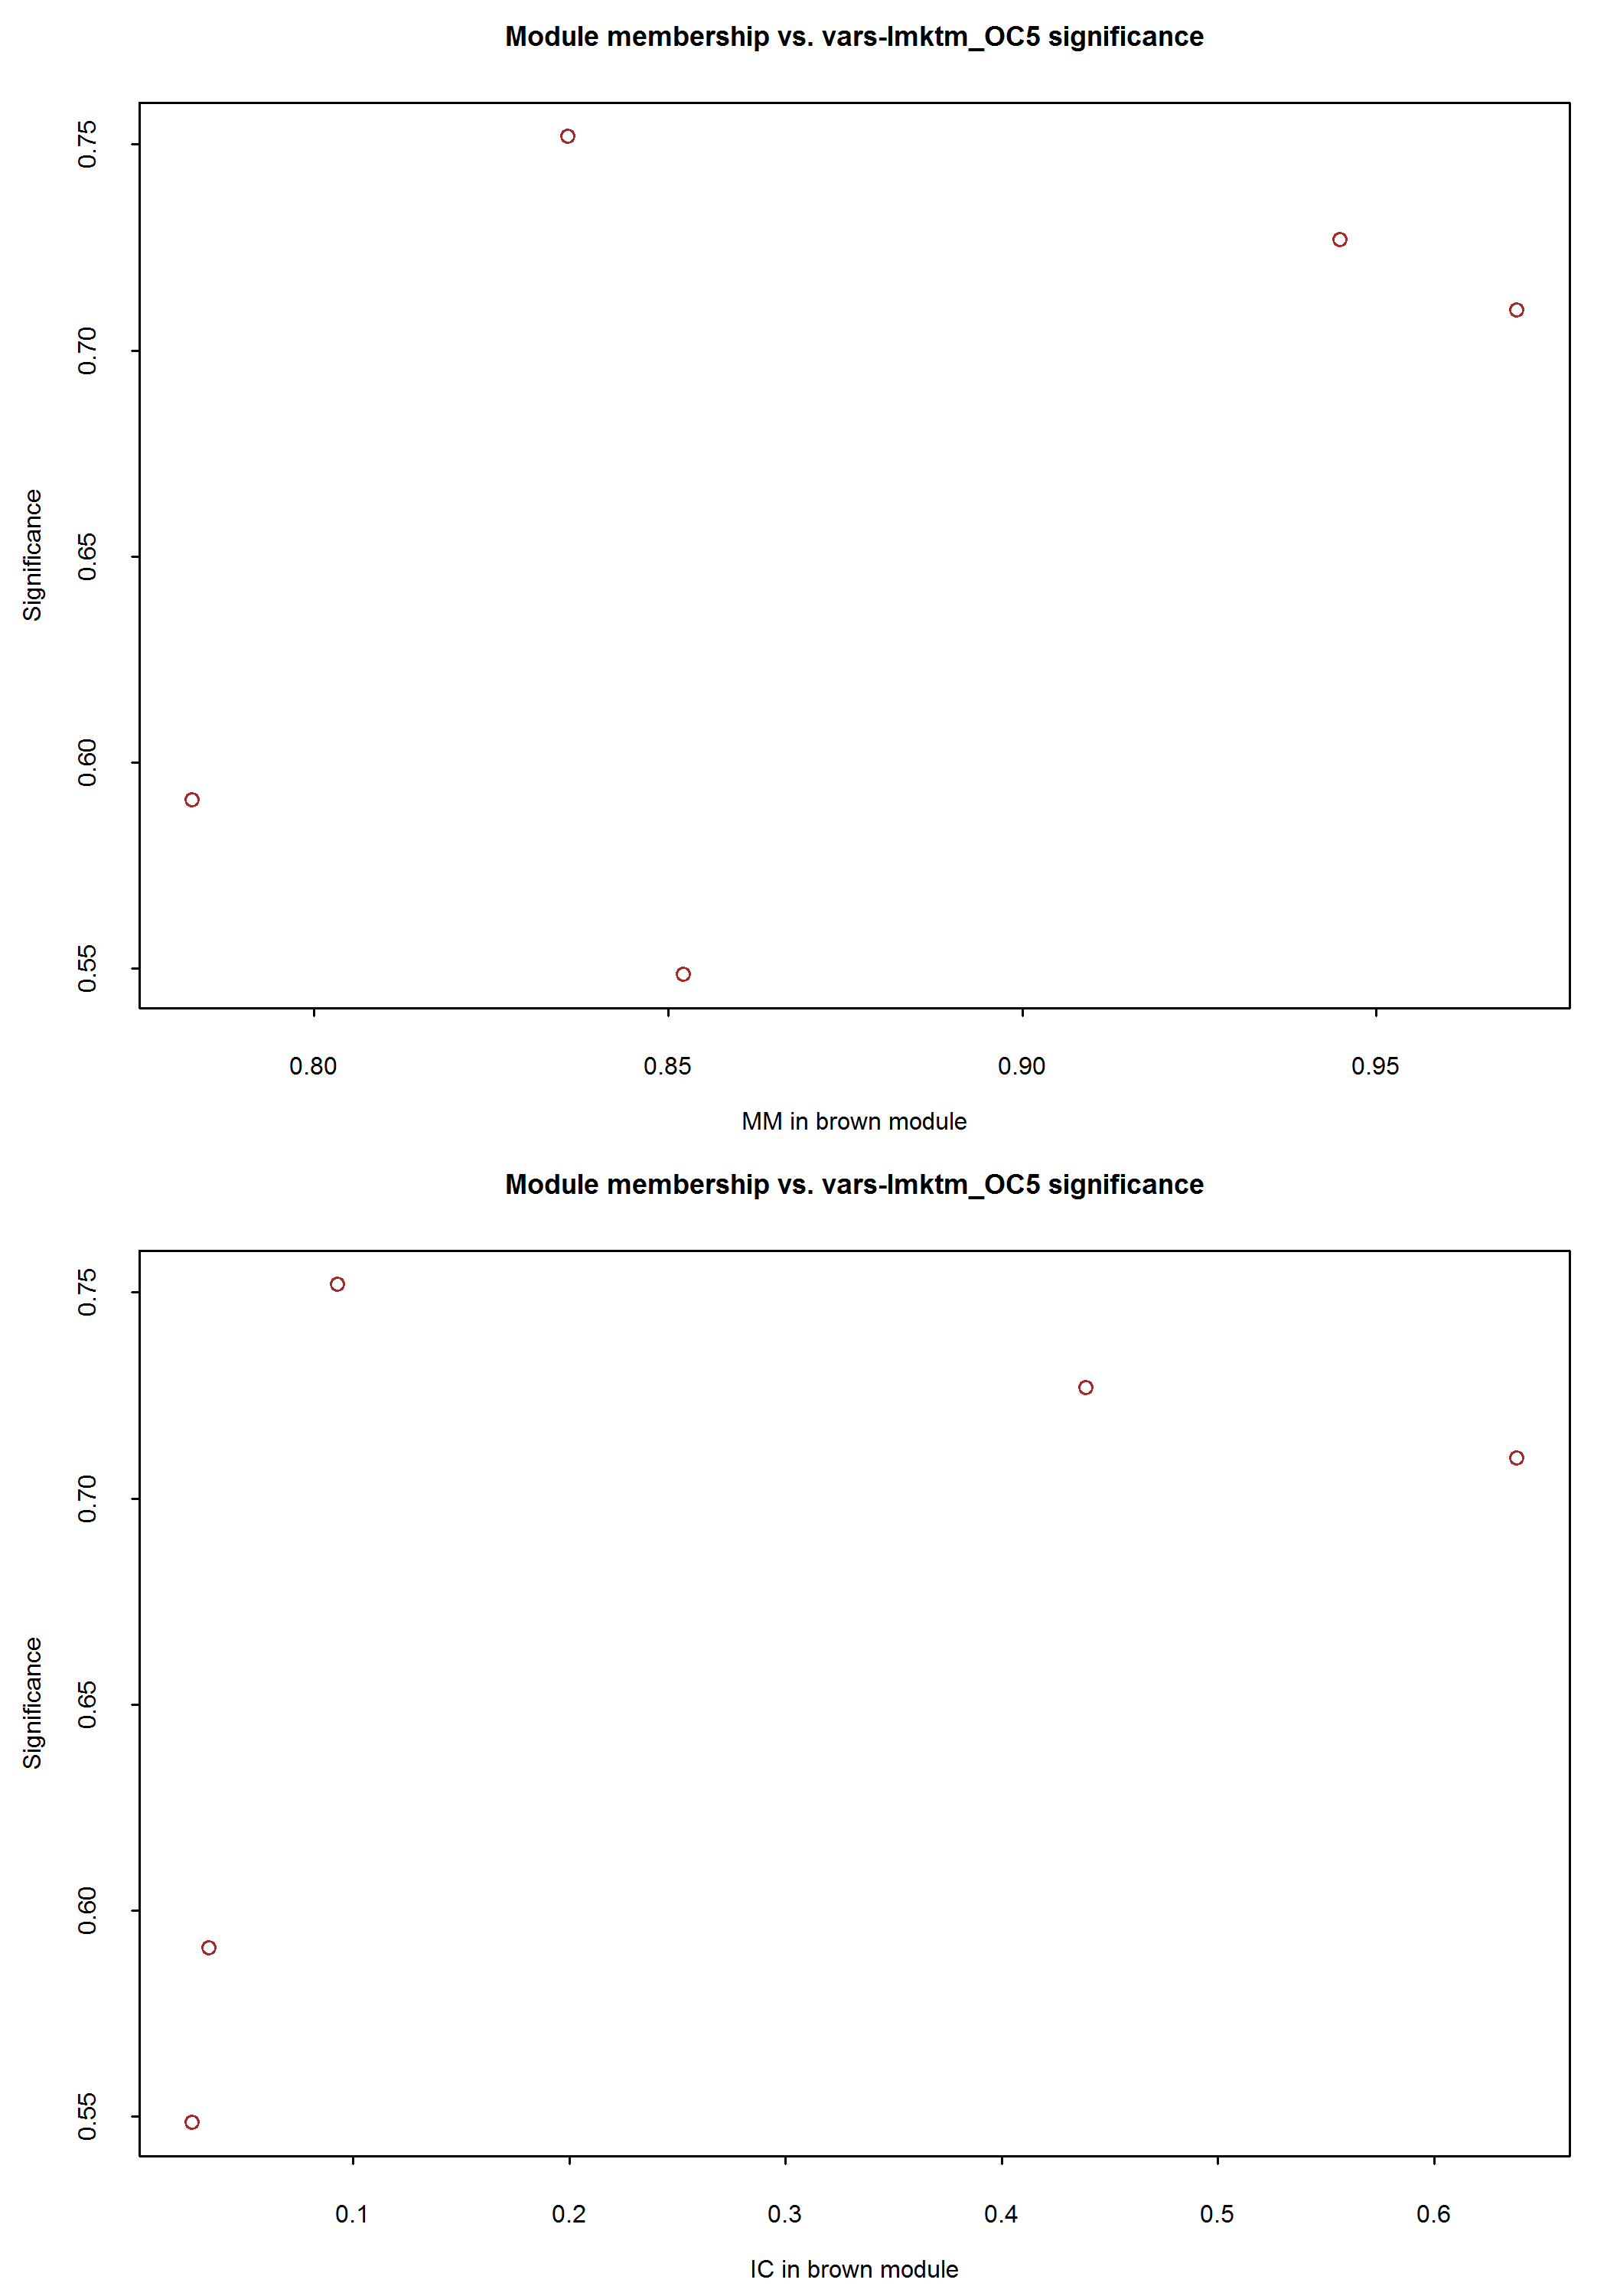 Module membership vs. vars-lmktm_OC5 significance
0.75
0.70
0.65
0.60
0.55
Significance
0.80 0.85 0.90 0.95
MM in brown module
Module membership vs. vars-lmktm_OC5 significance
0.75
0.70
0.65
0.60
0.55
Significance
0.1 0.2 0.3 0.4 0.5 0.6
IC in brown module